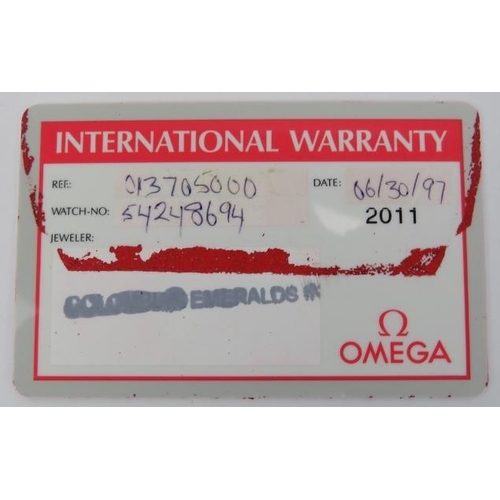 INTERNATIONAL WARRANTY
REF: 013705000 DATE: 06/30/97
WATCH-NO: 54248694 2011
JEWELER:
EMERALDS
Ω
OMEGA